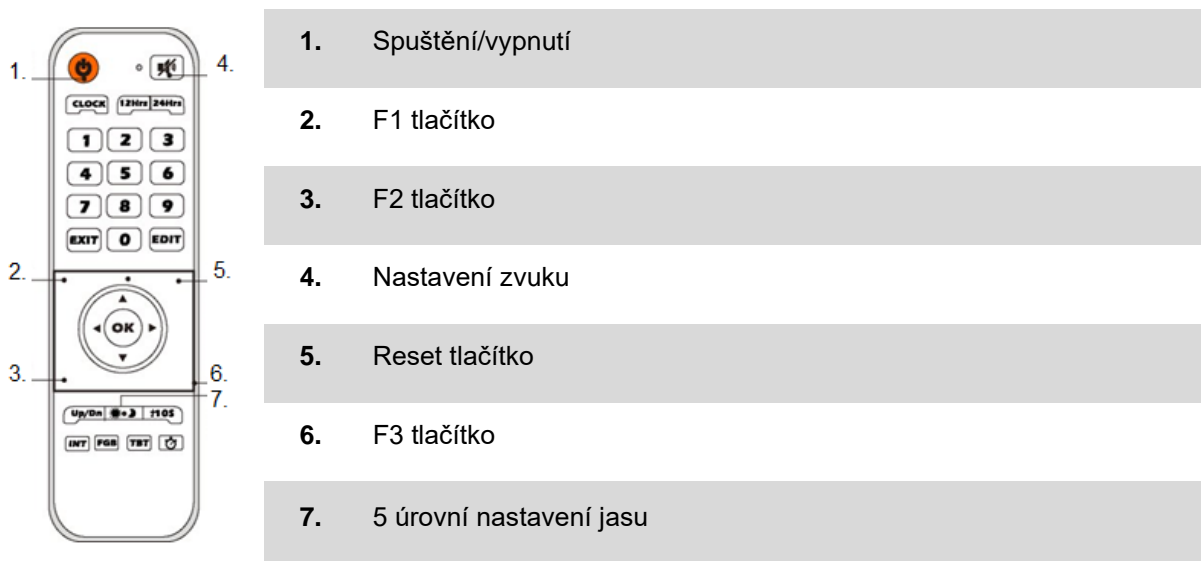 1.
4.
CLOCK 12Hrs 24Hrs
1 2 3
4 5 6
7 8 9
EXIT 0 EDIT
2.
5.
OK
3.
6.
7.
Up/Dn ↑10S
INT FGB TBT
1. Spuštění/vypnutí
2. F1 tlačítko
3. F2 tlačítko
4. Nastavení zvuku
5. Reset tlačítko
6. F3 tlačítko
7. 5 úrovní nastavení jasu